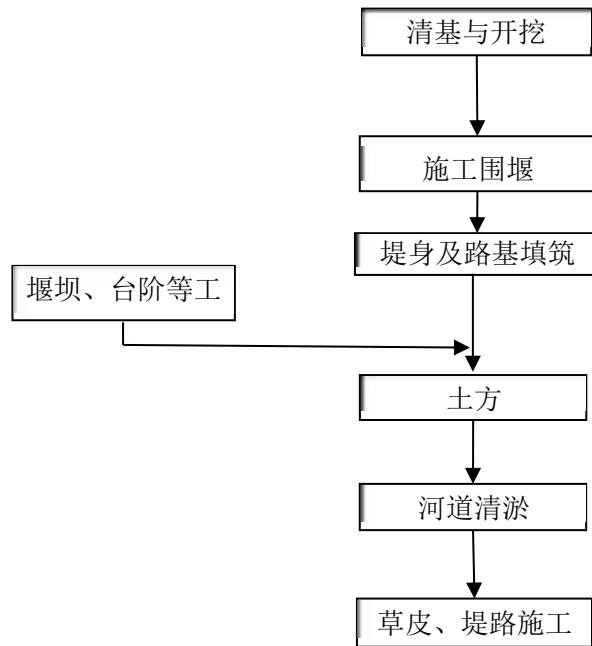 清基与开挖
施工围堰
堤身及路基填筑
堰坝、台阶等工
土方
河道清淤
草皮、堤路施工